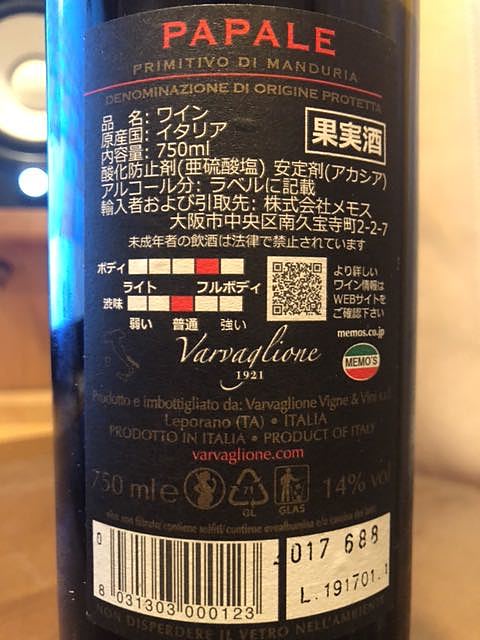 PAPALE
PRIMITIVO DI MANDURIA
DENOMINAZIONE DI ORIGINE PROTETTA
品 名: ワイン
原産国: イタリア
内容量: 750ml
果実酒
酸化防止剤(亜硫酸塩) 安定剤(アカシア)
アルコール分: ラベルに記載
輸入者および引取先: 株式会社メモス
大阪市中央区南久宝寺町2-2-7
未成年者の飲酒は法律で禁止されています
ボディ
ライト フルボディ
渋味
弱い 普通 強い
より詳しい
ワイン情報は
WEBサイトを
ご確認下さい
memos.co.jp
MEMO'S
Varvaglione
1921
Prodotto e imbottigliato da: Varvaglione Vigne & Vini s.r.l.
Leporano (TA) • ITALIA
PRODOTTO IN ITALIA • PRODUCT OF ITALY
varvaglione.com
750 ml e
71
GL
GLAS
14% vol
0
8 031303 000123
2017 688
L.191701.1
NON DISPERDERE IL VETRO NELL'AMBIENTE